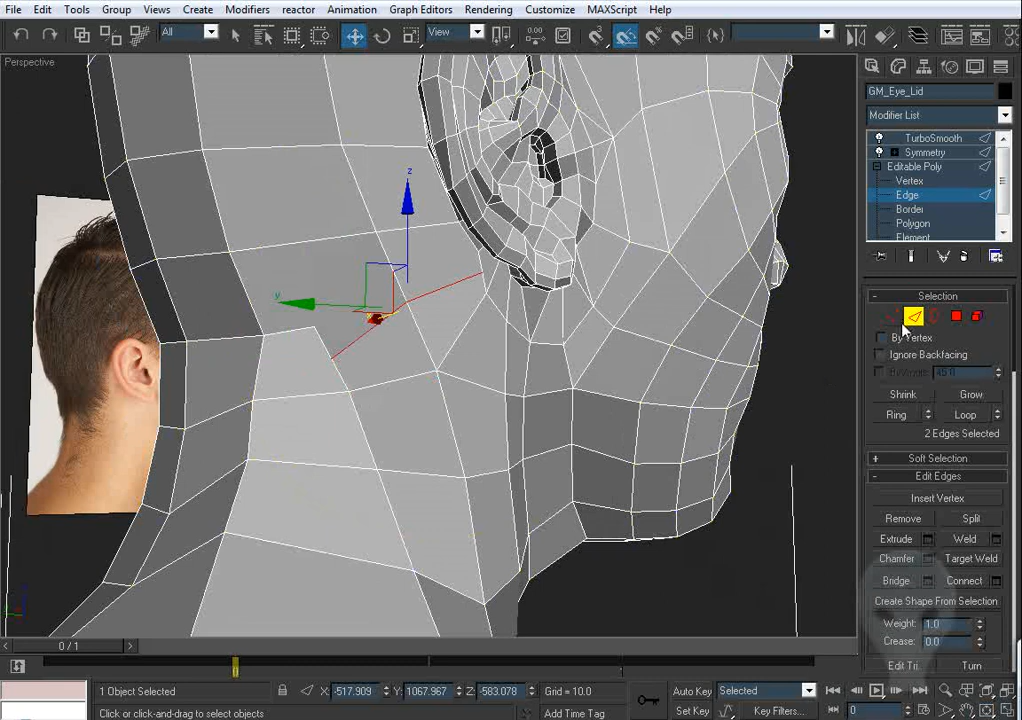 File Edit Tools Group Views Create Modifiers reactor Animation Graph Editors Rendering Customize MAXScript Help
All View 0.00
Perspective
GM_Eye_Lid
Modifier List
TurboSmooth
Symmetry
Editable Poly
Vertex
Edge
Border
Polygon
Element
z
y
- Selection
By Vertex
Ignore Backfacing
Shrink Grow
Ring Loop
2 Edges Selected
+ Soft Selection
- Edit Edges
Insert Vertex
Remove Split
Extrude Weld
Chamfer Target Weld
Bridge Connect
Create Shape From Selection
Weight: 1.0
Crease: 0.0
Edit Tri. Turn
< 0 / 1 >
1 Object Selected X: -517.909 Y: 1067.967 Z: -583.078 Grid = 10.0 Auto Key Selected
Click or click-and-drag to select objects Add Time Tag Set Key Key Filters... 0